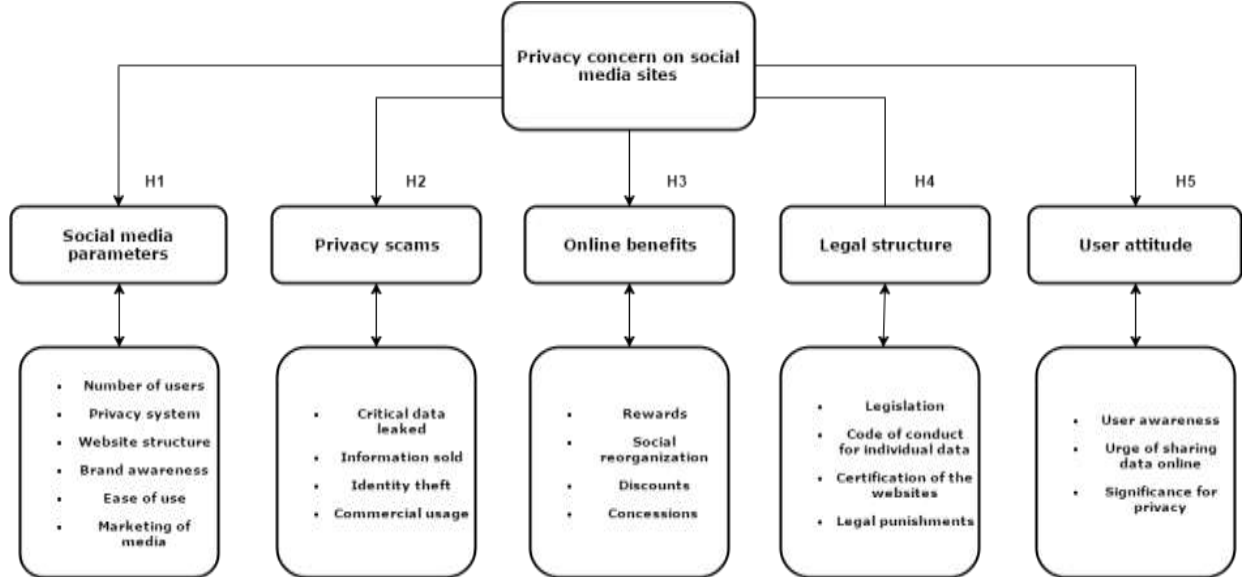 Privacy concern on social
media sites
H1
H2
H3
H4
H5
Social media
parameters
Privacy scams
Online benefits
Legal structure
User attitude
• Number of users
• Privacy system
• Website structure
• Brand awareness
• Ease of use
• Marketing of
media
• Critical data
leaked
• Information sold
• Identity theft
• Commercial usage
• Rewards
• Social
reorganization
• Discounts
• Concessions
• Legislation
• Code of conduct
for individual data
• Certification of the
websites
• Legal punishments
• User awareness
• Urge of sharing
data online
• Significance for
privacy